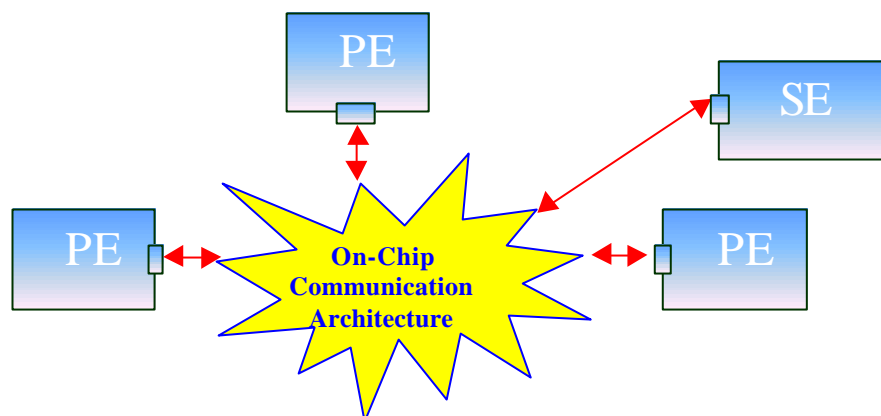 PE
SE
PE
PE
On-Chip
Communication
Architecture